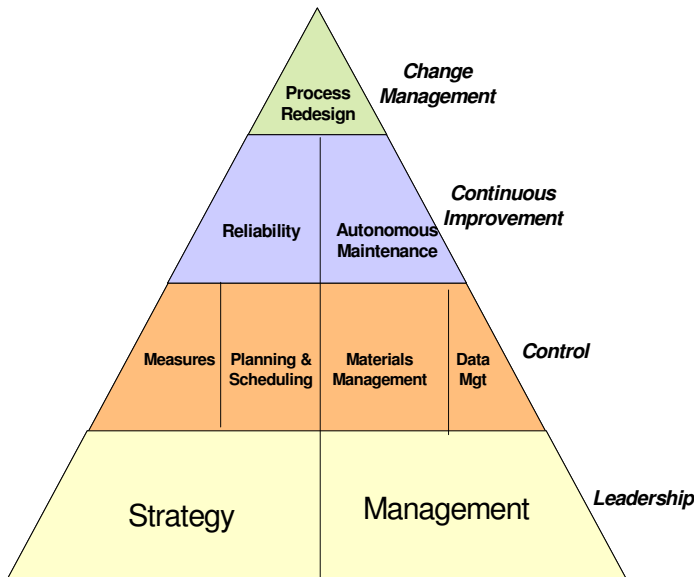 Process
Redesign
Change
Management
Reliability
Autonomous
Maintenance
Continuous
Improvement
Measures
Planning &
Scheduling
Materials
Management
Data
Mgt
Control
Strategy
Management
Leadership